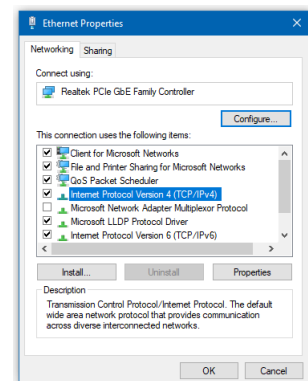 Ethernet Properties
Networking Sharing
Connect using:
Realtek PCIe GbE Family Controller
Configure...
This connection uses the following items:
Client for Microsoft Networks
File and Printer Sharing for Microsoft Networks
QoS Packet Scheduler
Internet Protocol Version 4 (TCP/IPv4)
Microsoft Network Adapter Multiplexor Protocol
Microsoft LLDP Protocol Driver
Internet Protocol Version 6 (TCP/IPv6)
Install... Uninstall Properties
Description
Transmission Control Protocol/Internet Protocol. The default
wide area network protocol that provides communication
across diverse interconnected networks.
OK Cancel